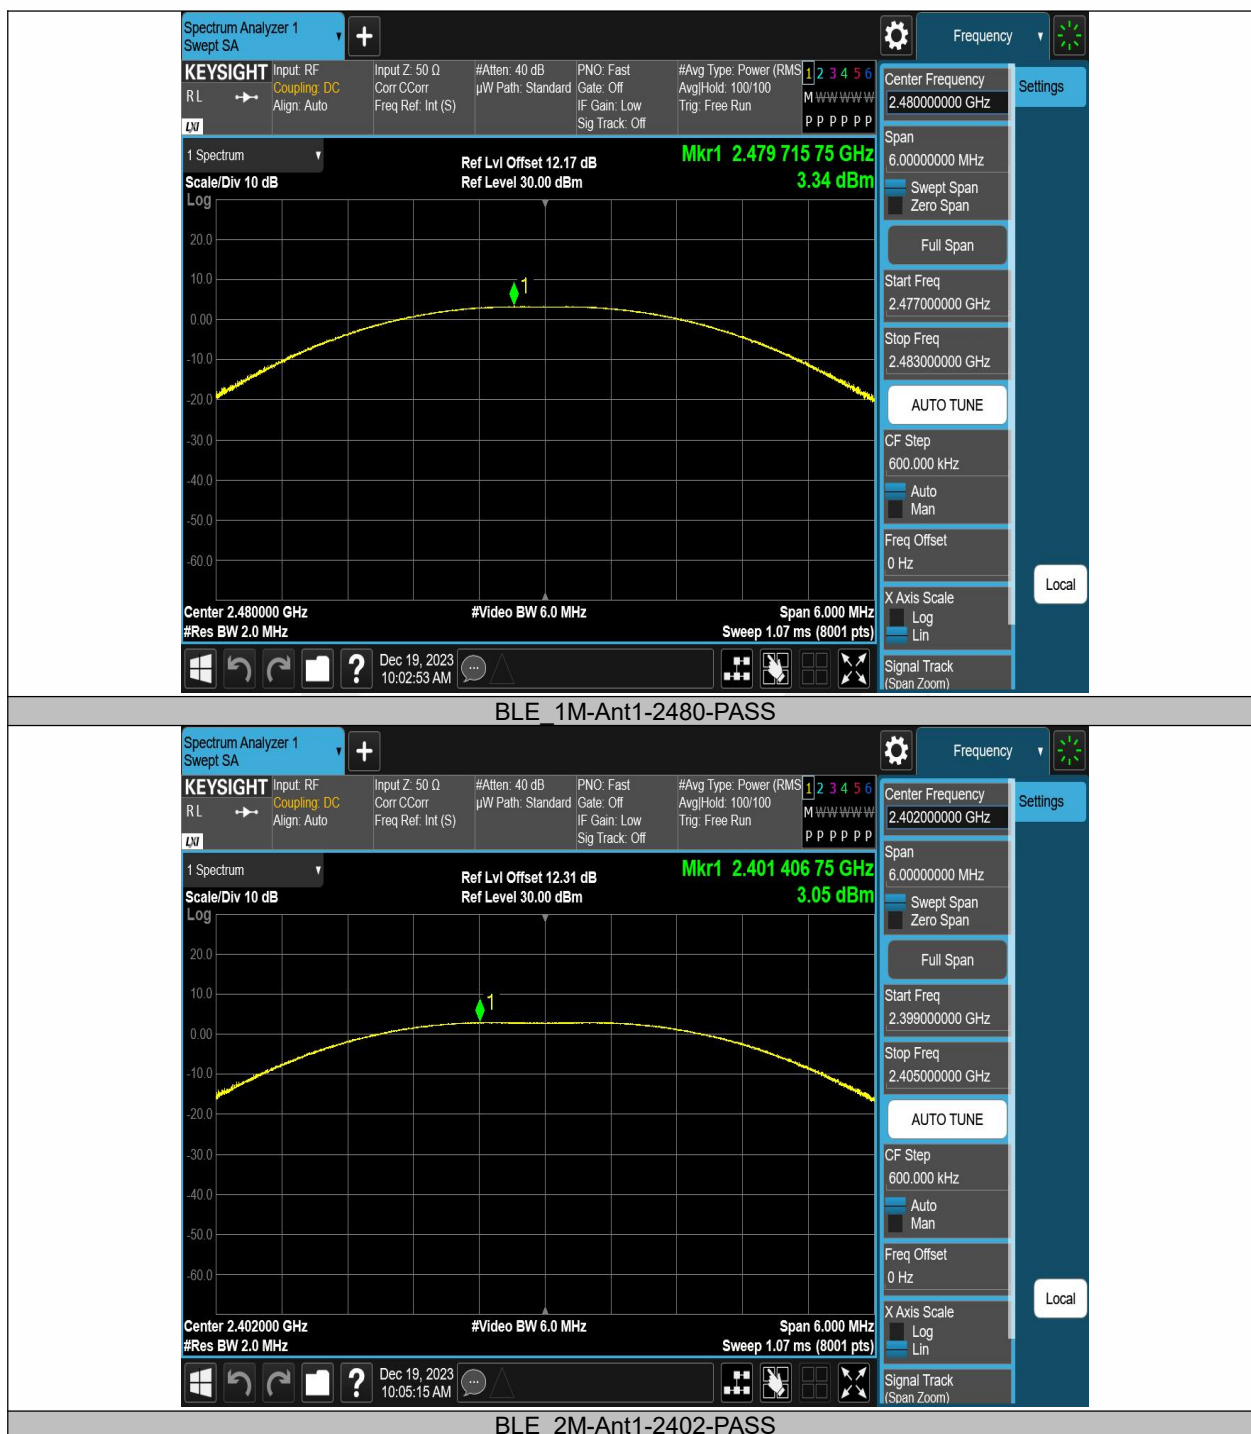 Spectrum Analyzer 1
Swept SA
Frequency
KEYSIGHT
R L
LXI
Input: RF
Coupling: DC
Align: Auto
Input Z: 50 Ω
Corr CCorr
Freq Ref: Int (S)
#Atten: 40 dB
µW Path: Standard
PNO: Fast
Gate: Off
IF Gain: Low
Sig Track: Off
#Avg Type: Power (RMS
Avg|Hold: 100/100
Trig: Free Run
1 2 3 4 5 6
M W W W W W
P P P P P P
1 Spectrum
Scale/Div 10 dB
Log
Ref Lvl Offset 12.17 dB
Ref Level 30.00 dBm
Mkr1 2.479 715 75 GHz
3.34 dBm
1
20.0
10.0
0.00
-10.0
-20.0
-30.0
-40.0
-50.0
-60.0
Center 2.480000 GHz
#Res BW 2.0 MHz
#Video BW 6.0 MHz
Span 6.000 MHz
Sweep 1.07 ms (8001 pts)
Dec 19, 2023
10:02:53 AM
Center Frequency
2.480000000 GHz
Settings
Span
6.00000000 MHz
Swept Span
Zero Span
Full Span
Start Freq
2.477000000 GHz
Stop Freq
2.483000000 GHz
AUTO TUNE
CF Step
600.000 kHz
Auto
Man
Freq Offset
0 Hz
Local
X Axis Scale
Log
Lin
Signal Track
(Span Zoom)
BLE_1M-Ant1-2480-PASS
Spectrum Analyzer 1
Swept SA
Frequency
KEYSIGHT
R L
LXI
Input: RF
Coupling: DC
Align: Auto
Input Z: 50 Ω
Corr CCorr
Freq Ref: Int (S)
#Atten: 40 dB
µW Path: Standard
PNO: Fast
Gate: Off
IF Gain: Low
Sig Track: Off
#Avg Type: Power (RMS
Avg|Hold: 100/100
Trig: Free Run
1 2 3 4 5 6
M W W W W W
P P P P P P
1 Spectrum
Scale/Div 10 dB
Log
Ref Lvl Offset 12.31 dB
Ref Level 30.00 dBm
Mkr1 2.401 406 75 GHz
3.05 dBm
1
20.0
10.0
0.00
-10.0
-20.0
-30.0
-40.0
-50.0
-60.0
Center 2.402000 GHz
#Res BW 2.0 MHz
#Video BW 6.0 MHz
Span 6.000 MHz
Sweep 1.07 ms (8001 pts)
Dec 19, 2023
10:05:15 AM
Center Frequency
2.402000000 GHz
Settings
Span
6.00000000 MHz
Swept Span
Zero Span
Full Span
Start Freq
2.399000000 GHz
Stop Freq
2.405000000 GHz
AUTO TUNE
CF Step
600.000 kHz
Auto
Man
Freq Offset
0 Hz
Local
X Axis Scale
Log
Lin
Signal Track
(Span Zoom)
BLE_2M-Ant1-2402-PASS